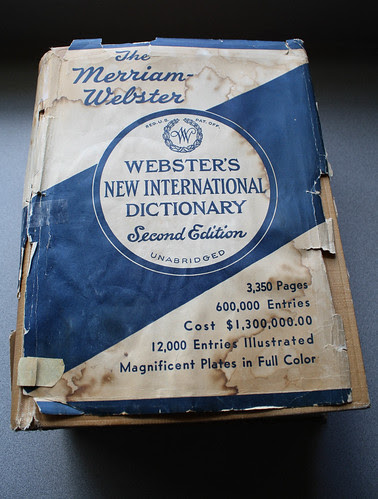 The
Merriam-
Webster
REG. U.S. PAT. OFF.
W
WEBSTER'S
NEW INTERNATIONAL
DICTIONARY
Second Edition
UNABRIDGED
3,350 Pages
600,000 Entries
Cost $1,300,000.00
12,000 Entries Illustrated
Magnificent Plates in Full Color